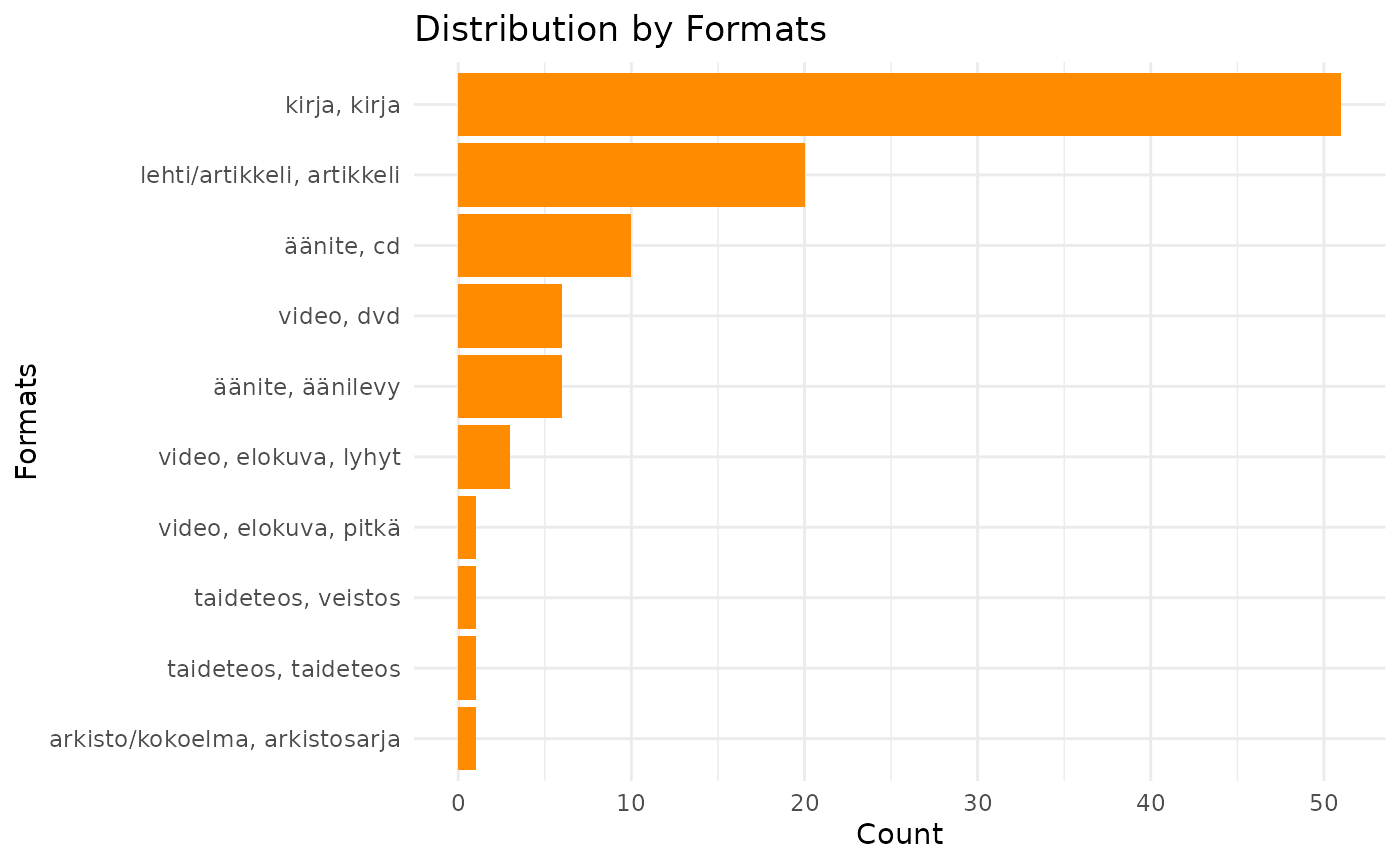 Distribution by Formats
Formats
kirja, kirja
lehti/artikkeli, artikkeli
äänite, cd
video, dvd
äänite, äänilevy
video, elokuva, lyhyt
video, elokuva, pitkä
taideteos, veistos
taideteos, taideteos
arkisto/kokoelma, arkistosarja
0 10 20 30 40 50
Count